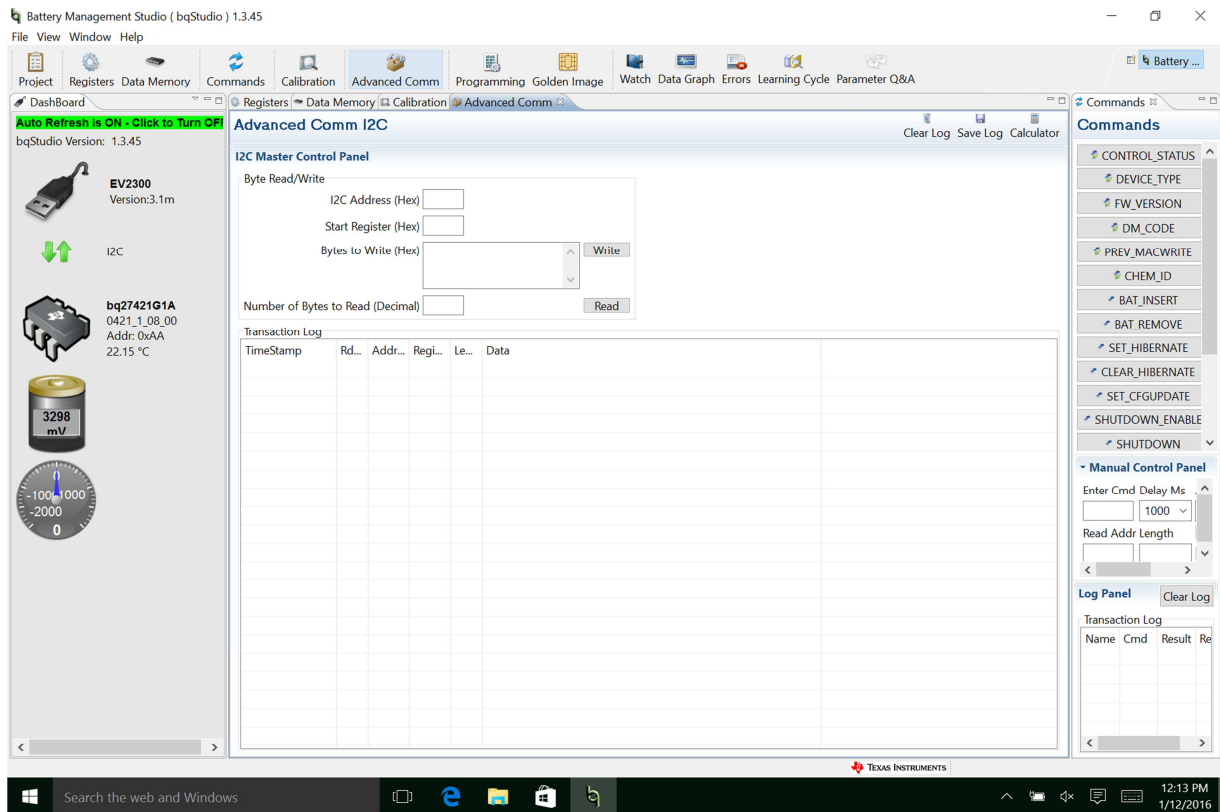 Battery Management Studio ( bqStudio ) 1.3.45
File View Window Help
Project Registers Data Memory Commands Calibration Advanced Comm Programming Golden Image Watch Data Graph Errors Learning Cycle Parameter Q&A
Battery ...
DashBoard
Registers Data Memory Calibration Advanced Comm
Commands
Auto Refresh is ON - Click to Turn OFF
bqStudio Version: 1.3.45
EV2300
Version:3.1m
I2C
bq27421G1A
0421_1_08_00
Addr: 0xAA
22.15 °C
3298
mV
0
-100 1000
-2000
0
Advanced Comm I2C
Clear Log Save Log Calculator
I2C Master Control Panel
Byte Read/Write
I2C Address (Hex)
Start Register (Hex)
Bytes to Write (Hex)
Write
Number of Bytes to Read (Decimal)
Read
Transaction Log
TimeStamp Rd... Addr... Regi... Le... Data
Commands
CONTROL_STATUS
DEVICE_TYPE
FW_VERSION
DM_CODE
PREV_MACWRITE
CHEM_ID
BAT_INSERT
BAT_REMOVE
SET_HIBERNATE
CLEAR_HIBERNATE
SET_CFGUPDATE
SHUTDOWN_ENABLE
SHUTDOWN
Manual Control Panel
Enter Cmd Delay Ms
1000
Read Addr Length
Log Panel
Clear Log
Transaction Log
Name Cmd Result Re
TEXAS INSTRUMENTS
Search the web and Windows
12:13 PM
1/12/2016